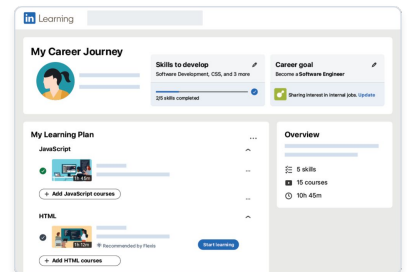 in Learning
My Career Journey
Skills to develop
Software Development, CSS, and 3 more
2/5 skills completed
Career goal
Become a Software Engineer
Sharing interest in internal jobs. Update
My Learning Plan
...
JavaScript
1h 45m
...
+ Add JavaScript courses
...
HTML
1h 12m
Recommended by Flexis
Start learning
+ Add HTML courses
Overview
5 skills
15 courses
10h 45m